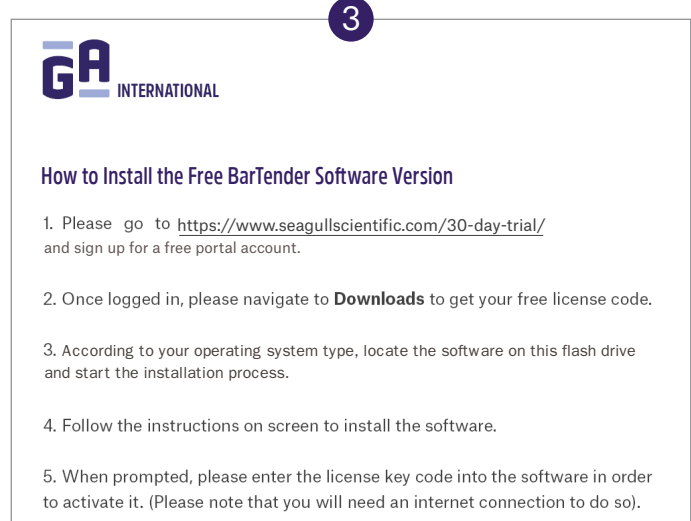 3
GA INTERNATIONAL
How to Install the Free BarTender Software Version
1. Please go to https://www.seagullscientific.com/30-day-trial/
and sign up for a free portal account.
2. Once logged in, please navigate to Downloads to get your free license code.
3. According to your operating system type, locate the software on this flash drive
and start the installation process.
4. Follow the instructions on screen to install the software.
5. When prompted, please enter the license key code into the software in order
to activate it. (Please note that you will need an internet connection to do so).